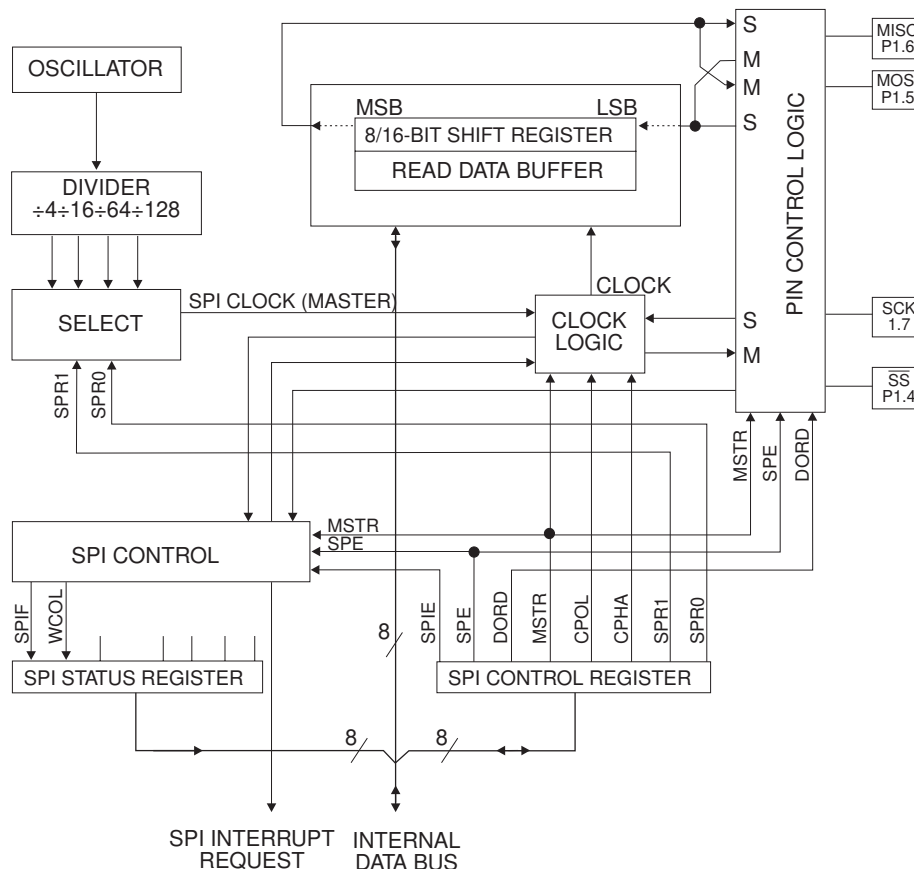 OSCILLATOR
DIVIDER
÷4÷16÷64÷128
SELECT
SPI CLOCK (MASTER)
SPR1
SPR0
MSB
LSB
8/16-BIT SHIFT REGISTER
READ DATA BUFFER
CLOCK
CLOCK
LOGIC
S
M
M
S
S
M
PIN CONTROL LOGIC
MISO
P1.6
MOSI
P1.5
SCK
1.7
SS
P1.4
MSTR
SPE
DORD
SPI CONTROL
MSTR
SPE
SPIF
WCOL
SPI STATUS REGISTER
8
SPIE
SPE
DORD
MSTR
CPOL
CPHA
SPR1
SPR0
SPI CONTROL REGISTER
8
8
SPI INTERRUPT
REQUEST
INTERNAL
DATA BUS